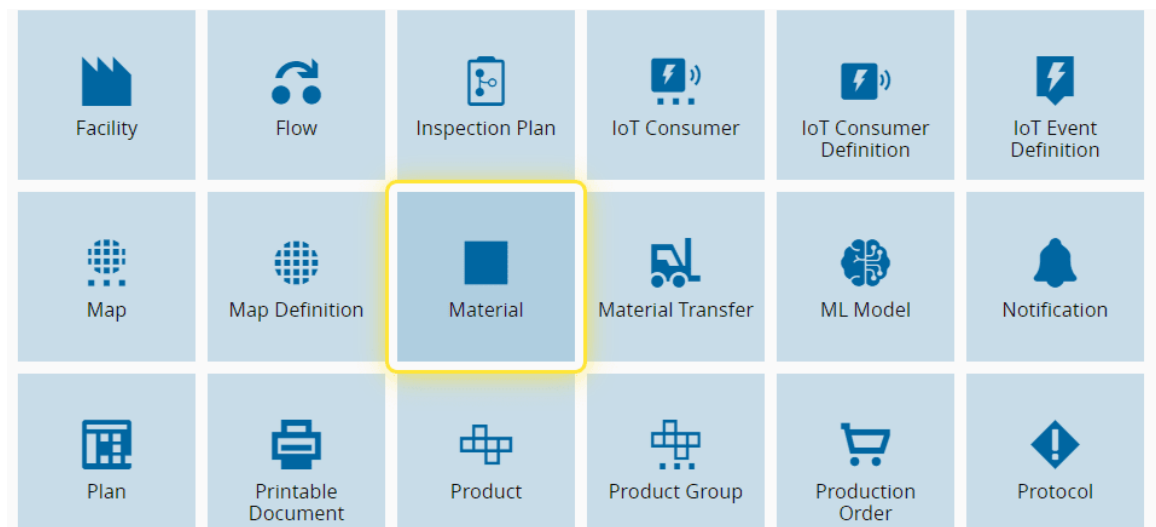 Facility
Flow
Inspection Plan
IoT Consumer
IoT Consumer
Definition
IoT Event
Definition
Map
Map Definition
Material
Material Transfer
ML Model
Notification
Plan
Printable
Document
Product
Product Group
Production
Order
Protocol